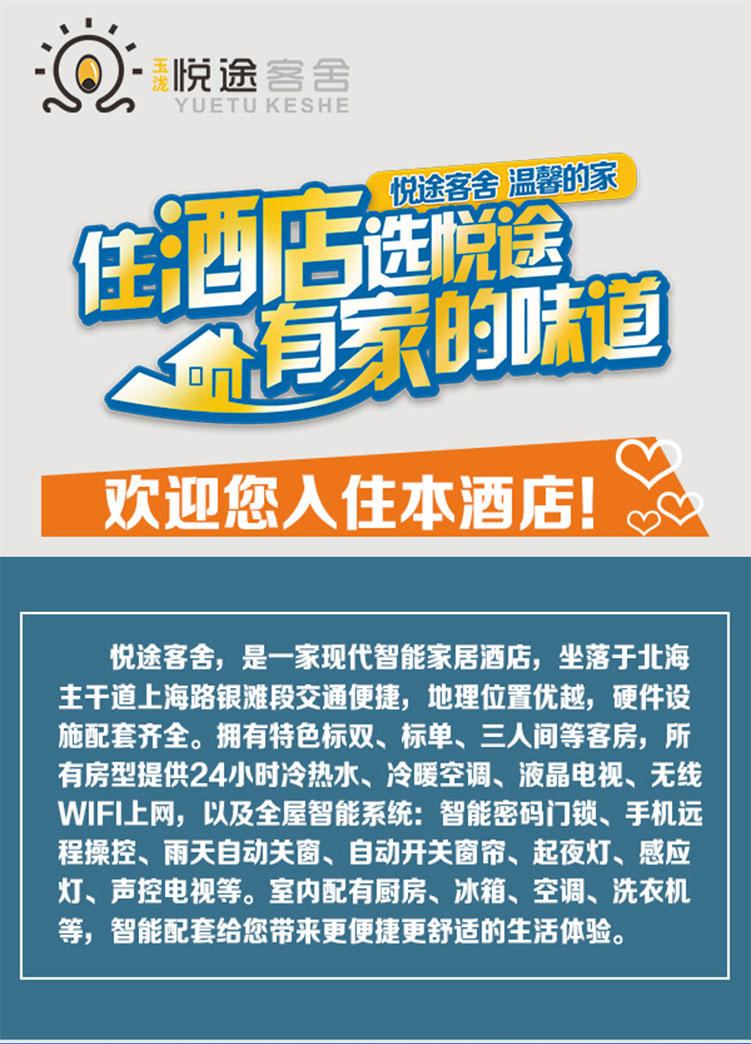 玉泷 悦途客舍
YUETU KESHE
悦途客舍 温馨的家
住酒店选悦途
有家的味道
欢迎您入住本酒店!
悦途客舍，是一家现代智能家居酒店，坐落于北海
主干道上海路银滩段交通便捷，地理位置优越，硬件设
施配套齐全。拥有特色标双、标单、三人间等客房，所
有房型提供24小时冷热水、冷暖空调、液晶电视、无线
WIFI上网，以及全屋智能系统：智能密码门锁、手机远
程操控、雨天自动关窗、自动开关窗帘、起夜灯、感应
灯、声控电视等。室内配有厨房、冰箱、空调、洗衣机
等，智能配套给您带来更便捷更舒适的生活体验。